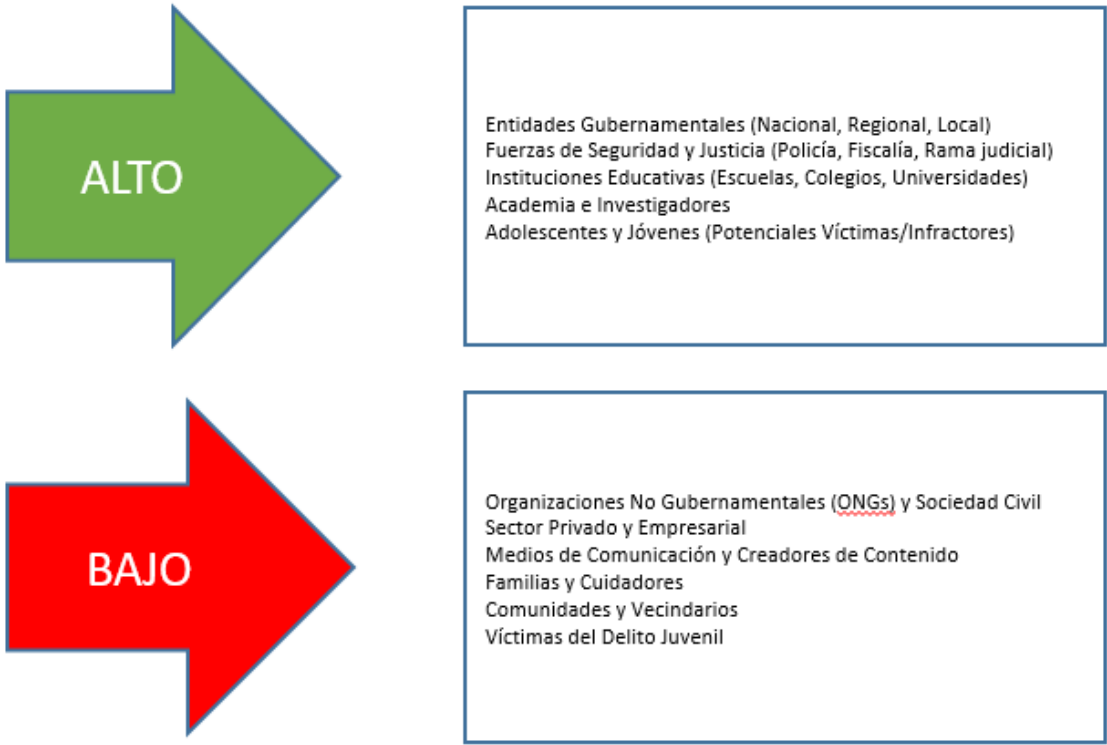 ALTO
Entidades Gubernamentales (Nacional, Regional, Local)
Fuerzas de Seguridad y Justicia (Policía, Fiscalía, Rama judicial)
Instituciones Educativas (Escuelas, Colegios, Universidades)
Academia e Investigadores
Adolescentes y Jóvenes (Potenciales Víctimas/Infractores)
BAJO
Organizaciones No Gubernamentales (ONGs) y Sociedad Civil
Sector Privado y Empresarial
Medios de Comunicación y Creadores de Contenido
Familias y Cuidadores
Comunidades y Vecindarios
Víctimas del Delito Juvenil